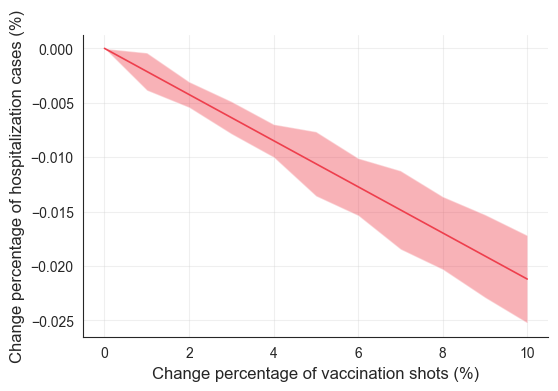 Change percentage of hospitalization cases (%)
0.000
−0.005
−0.010
−0.015
−0.020
−0.025
0 2 4 6 8 10
Change percentage of vaccination shots (%)